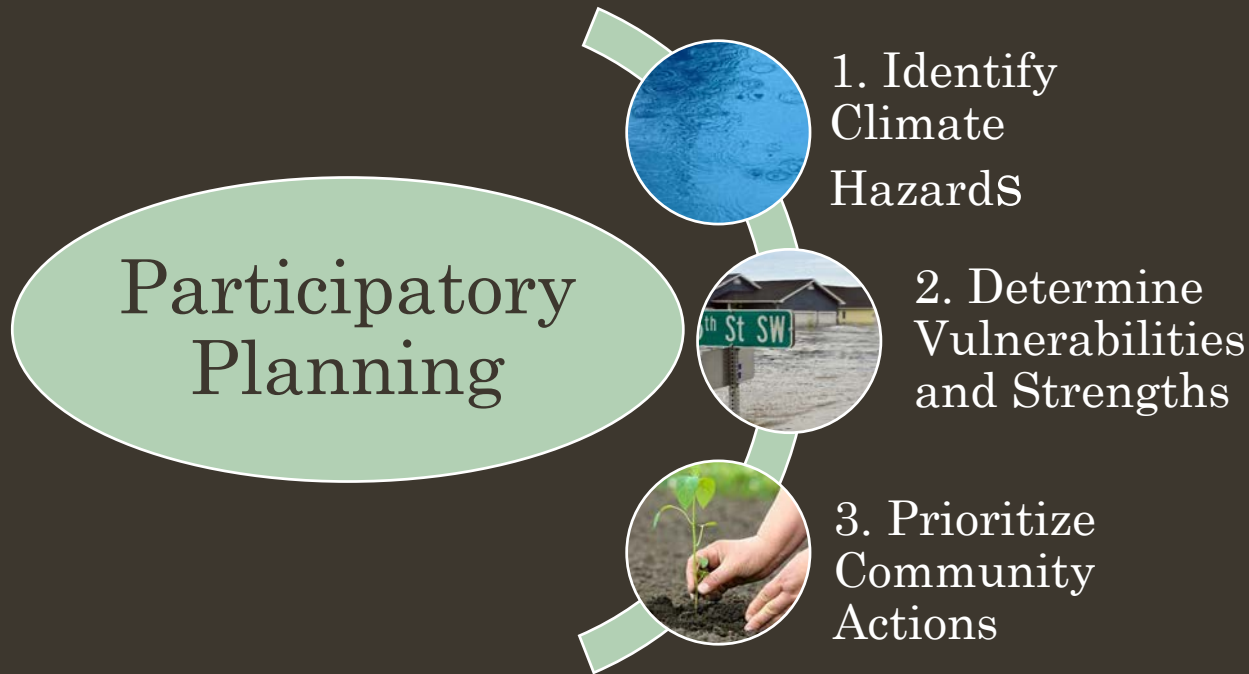 Participatory
Planning
1. Identify
Climate
Hazards
th St SW
2. Determine
Vulnerabilities
and Strengths
3. Prioritize
Community
Actions